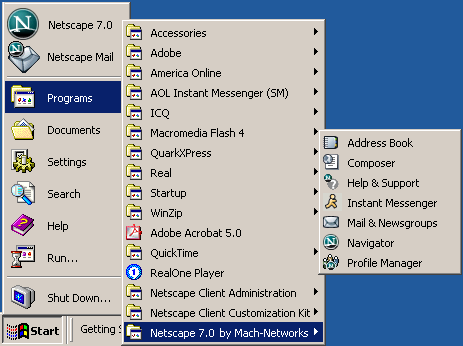 Netscape 7.0
Netscape Mail
Programs
Documents
Settings
Search
Help
Run...
Shut Down...
Start
Getting S
Accessories
Adobe
America Online
AOL Instant Messenger (SM)
ICQ
Macromedia Flash 4
QuarkXPress
Real
Startup
WinZip
Adobe Acrobat 5.0
QuickTime
RealOne Player
Netscape Client Administration
Netscape Client Customization Kit
Netscape 7.0 by Mach-Networks
Address Book
Composer
Help & Support
Instant Messenger
Mail & Newsgroups
Navigator
Profile Manager